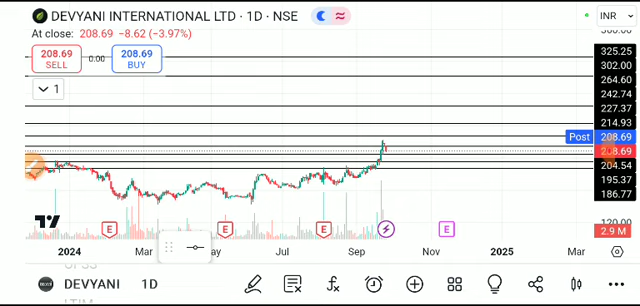 DEVYANI INTERNATIONAL LTD · 1D · NSE
INR
At close: 208.69 −8.62 (−3.97%)
208.69 SELL
0.00
208.69 BUY
1
325.25
302.00
264.60
242.74
227.37
214.93
Post 208.69
208.69
204.54
195.37
186.77
120.00
2.9 M
E E E E
2024 Mar May Jul Sep Nov 2025 Mar
DEVYANI 1D